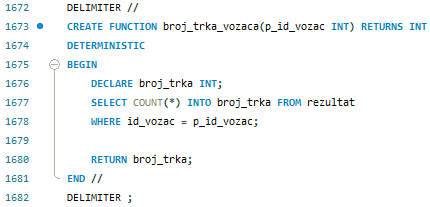 1672 DELIMITER //
1673 CREATE FUNCTION broj_trka_vozaca(p_id_vozac INT) RETURNS INT
1674 DETERMINISTIC
1675 BEGIN
1676 DECLARE broj_trka INT;
1677 SELECT COUNT(*) INTO broj_trka FROM rezultat
1678 WHERE id_vozac = p_id_vozac;
1679
1680 RETURN broj_trka;
1681 END //
1682 DELIMITER ;